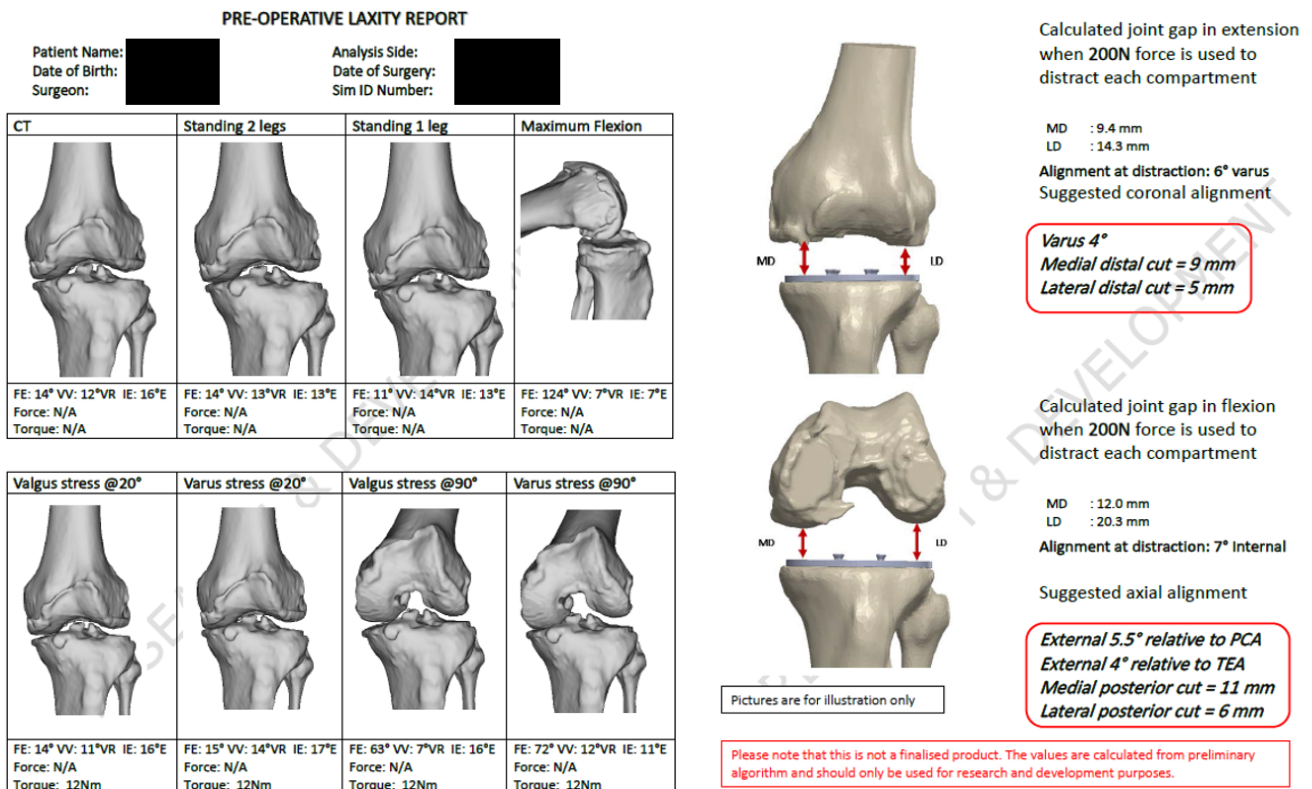 PRE-OPERATIVE LAXITY REPORT
Patient Name:
Date of Birth:
Surgeon:
Analysis Side:
Date of Surgery:
Sim ID Number:
CT
Standing 2 legs
Standing 1 leg
Maximum Flexion
FE: 14° VV: 12°VR IE: 16°E
Force: N/A
Torque: N/A
FE: 14° VV: 13°VR IE: 13°E
Force: N/A
Torque: N/A
FE: 11° VV: 14°VR IE: 13°E
Force: N/A
Torque: N/A
FE: 124° VV: 7°VR IE: 7°E
Force: N/A
Torque: N/A
Valgus stress @20°
Varus stress @20°
Valgus stress @90°
Varus stress @90°
FE: 14° VV: 11°VR IE: 16°E
Force: N/A
Torque: 12Nm
FE: 15° VV: 14°VR IE: 17°E
Force: N/A
Torque: 12Nm
FE: 63° VV: 7°VR IE: 16°E
Force: N/A
Torque: 12Nm
FE: 72° VV: 12°VR IE: 11°E
Force: N/A
Torque: 12Nm
MD
LD
Calculated joint gap in extension
when 200N force is used to
distract each compartment
MD : 9.4 mm
LD : 14.3 mm
Alignment at distraction: 6° varus
Suggested coronal alignment
Varus 4°
Medial distal cut = 9 mm
Lateral distal cut = 5 mm
MD
LD
Calculated joint gap in flexion
when 200N force is used to
distract each compartment
MD : 12.0 mm
LD : 20.3 mm
Alignment at distraction: 7° Internal
Suggested axial alignment
External 5.5° relative to PCA
External 4° relative to TEA
Medial posterior cut = 11 mm
Lateral posterior cut = 6 mm
Pictures are for illustration only
Please note that this is not a finalised product. The values are calculated from preliminary
algorithm and should only be used for research and development purposes.
& DEVELOPMENT